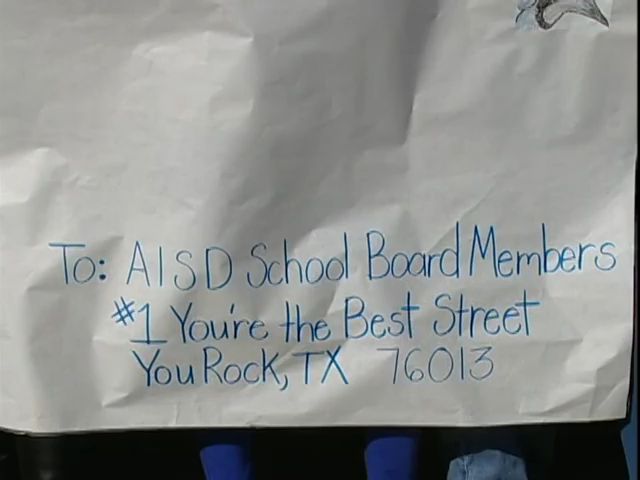 To: AISD School Board Members
#1 You're the Best Street
You Rock, TX 76013